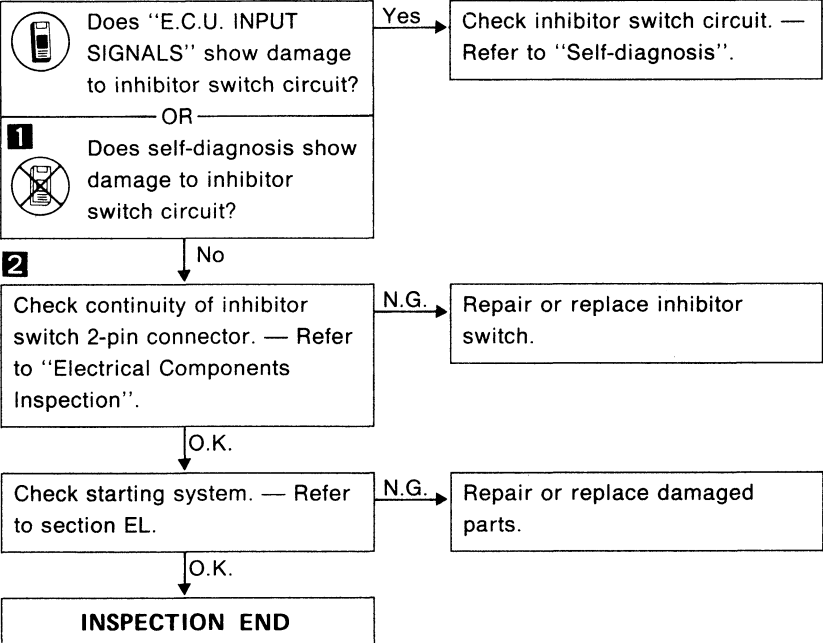 Does “E.C.U. INPUT
SIGNALS” show damage
to inhibitor switch circuit?
Yes
Check inhibitor switch circuit. —
Refer to “Self-diagnosis”.
OR
1
Does self-diagnosis show
damage to inhibitor
switch circuit?
No
2
Check continuity of inhibitor
switch 2-pin connector. — Refer
to “Electrical Components
Inspection”.
N.G.
Repair or replace inhibitor
switch.
O.K.
Check starting system. — Refer
to section EL.
N.G.
Repair or replace damaged
parts.
O.K.
INSPECTION END